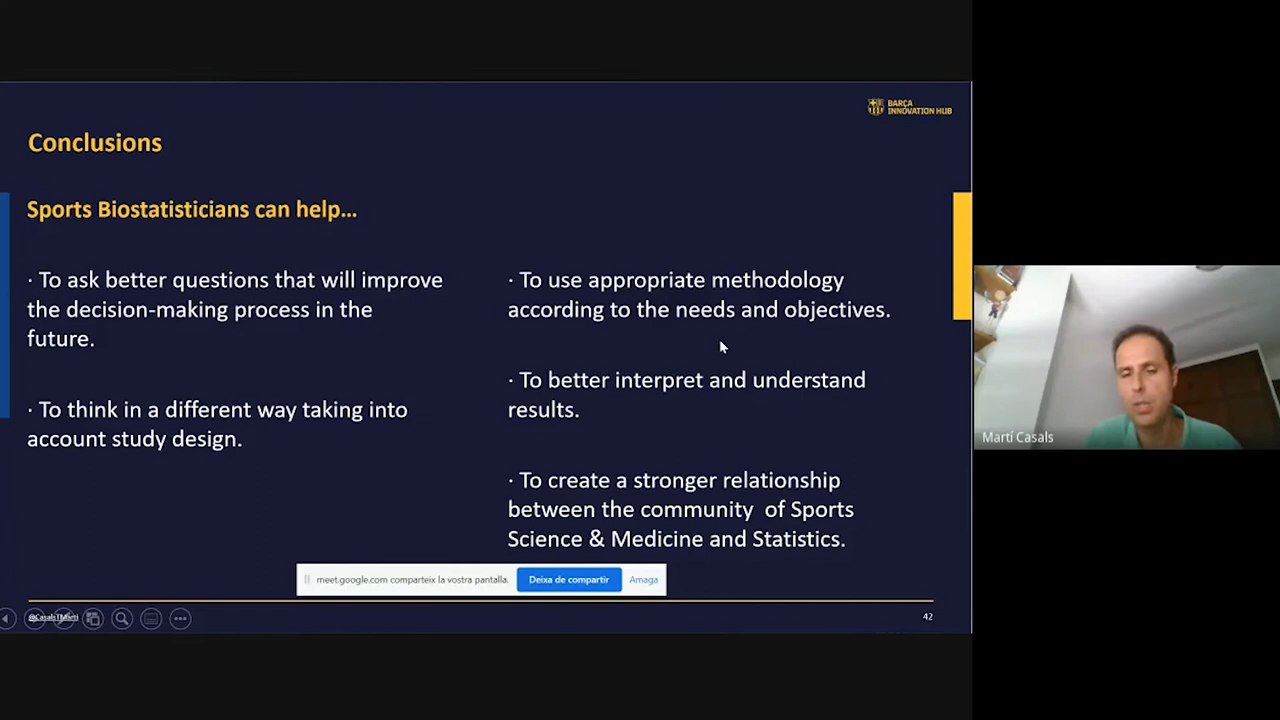 BARÇA
INNOVATION HUB
Conclusions
Sports Biostatisticians can help...
· To ask better questions that will improve
the decision-making process in the
future.
· To think in a different way taking into
account study design.
· To use appropriate methodology
according to the needs and objectives.
· To better interpret and understand
results.
· To create a stronger relationship
between the community of Sports
Science & Medicine and Statistics.
meet.google.com comparteix la vostra pantalla.
Deixa de compartir
Amaga
@CasalsTMarti
42
Martí Casals